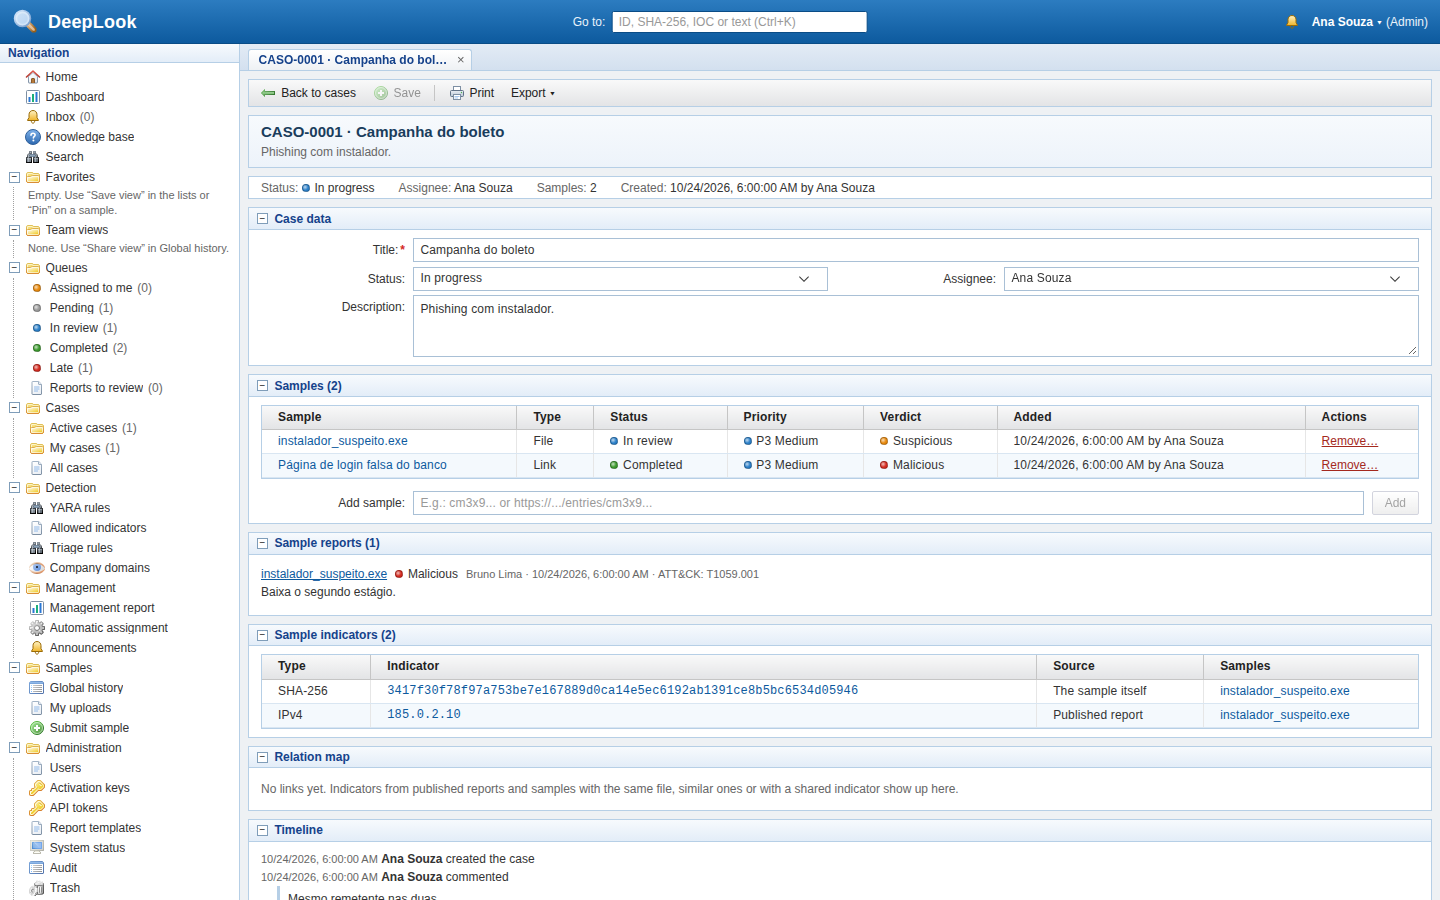 DeepLook
Go to: ID, SHA-256, IOC or text (Ctrl+K)
Ana Souza (Admin)
Navigation
Home
Dashboard
Inbox (0)
Knowledge base
Search
Favorites
Empty. Use “Save view” in the lists or
“Pin” on a sample.
Team views
None. Use “Share view” in Global history.
Queues
Assigned to me (0)
Pending (1)
In review (1)
Completed (2)
Late (1)
Reports to review (0)
Cases
Active cases (1)
My cases (1)
All cases
Detection
YARA rules
Allowed indicators
Triage rules
Company domains
Management
Management report
Automatic assignment
Announcements
Samples
Global history
My uploads
Submit sample
Administration
Users
Activation keys
API tokens
Report templates
System status
Audit
Trash
CASO-0001 · Campanha do bol… ×
Back to cases Save Print Export
CASO-0001 · Campanha do boleto
Phishing com instalador.
Status: In progress Assignee: Ana Souza Samples: 2 Created: 10/24/2026, 6:00:00 AM by Ana Souza
Case data
Title:* Campanha do boleto
Status: In progress Assignee: Ana Souza
Description: Phishing com instalador.
Samples (2)
Sample Type Status Priority Verdict Added Actions
instalador_suspeito.exe File In review P3 Medium Suspicious 10/24/2026, 6:00:00 AM by Ana Souza Remove…
Página de login falsa do banco Link Completed P3 Medium Malicious 10/24/2026, 6:00:00 AM by Ana Souza Remove…
Add sample: E.g.: cm3x9... or https://.../entries/cm3x9... Add
Sample reports (1)
instalador_suspeito.exe Malicious Bruno Lima · 10/24/2026, 6:00:00 AM · ATT&CK: T1059.001
Baixa o segundo estágio.
Sample indicators (2)
Type Indicator Source Samples
SHA-256 3417f30f78f97a753be7e167889d0ca14e5ec6192ab1391ce8b5bc6534d05946 The sample itself instalador_suspeito.exe
IPv4 185.0.2.10 Published report instalador_suspeito.exe
Relation map
No links yet. Indicators from published reports and samples with the same file, similar ones or with a shared indicator show up here.
Timeline
10/24/2026, 6:00:00 AM Ana Souza created the case
10/24/2026, 6:00:00 AM Ana Souza commented
Mesmo remetente nas duas.